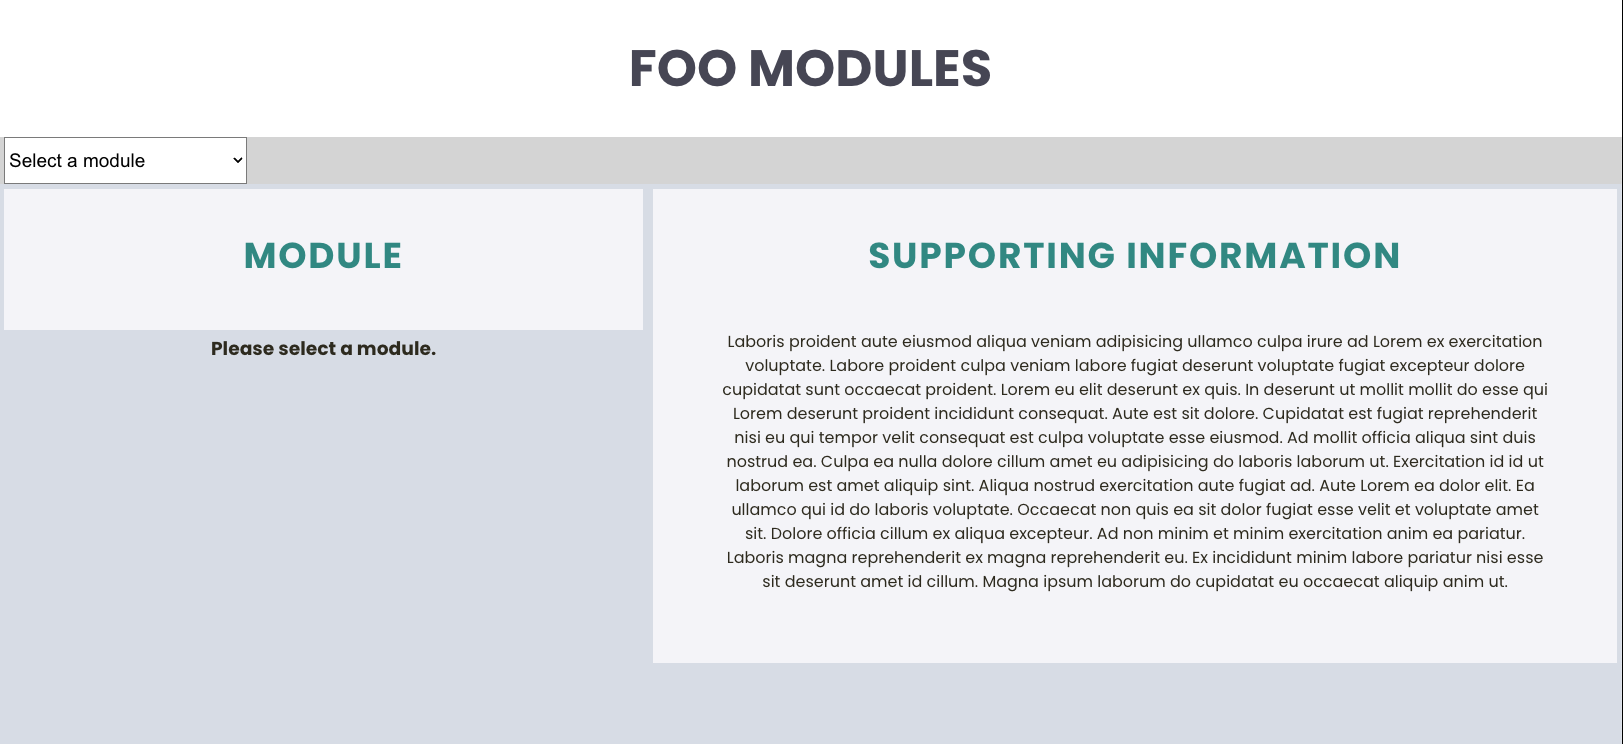 FOO MODULES
Select a module
MODULE
Please select a module.
SUPPORTING INFORMATION
Laboris proident aute eiusmod aliqua veniam adipisicing ullamco culpa irure ad Lorem ex exercitation
voluptate. Labore proident culpa veniam labore fugiat deserunt voluptate fugiat excepteur dolore
cupidatat sunt occaecat proident. Lorem eu elit deserunt ex quis. In deserunt ut mollit mollit do esse qui
Lorem deserunt proident incididunt consequat. Aute est sit dolore. Cupidatat est fugiat reprehenderit
nisi eu qui tempor velit consequat est culpa voluptate esse eiusmod. Ad mollit officia aliqua sint duis
nostrud ea. Culpa ea nulla dolore cillum amet eu adipisicing do laboris laborum ut. Exercitation id id ut
laborum est amet aliquip sint. Aliqua nostrud exercitation aute fugiat ad. Aute Lorem ea dolor elit. Ea
ullamco qui id do laboris voluptate. Occaecat non quis ea sit dolor fugiat esse velit et voluptate amet
sit. Dolore officia cillum ex aliqua excepteur. Ad non minim et minim exercitation anim ea pariatur.
Laboris magna reprehenderit ex magna reprehenderit eu. Ex incididunt minim labore pariatur nisi esse
sit deserunt amet id cillum. Magna ipsum laborum do cupidatat eu occaecat aliquip anim ut.